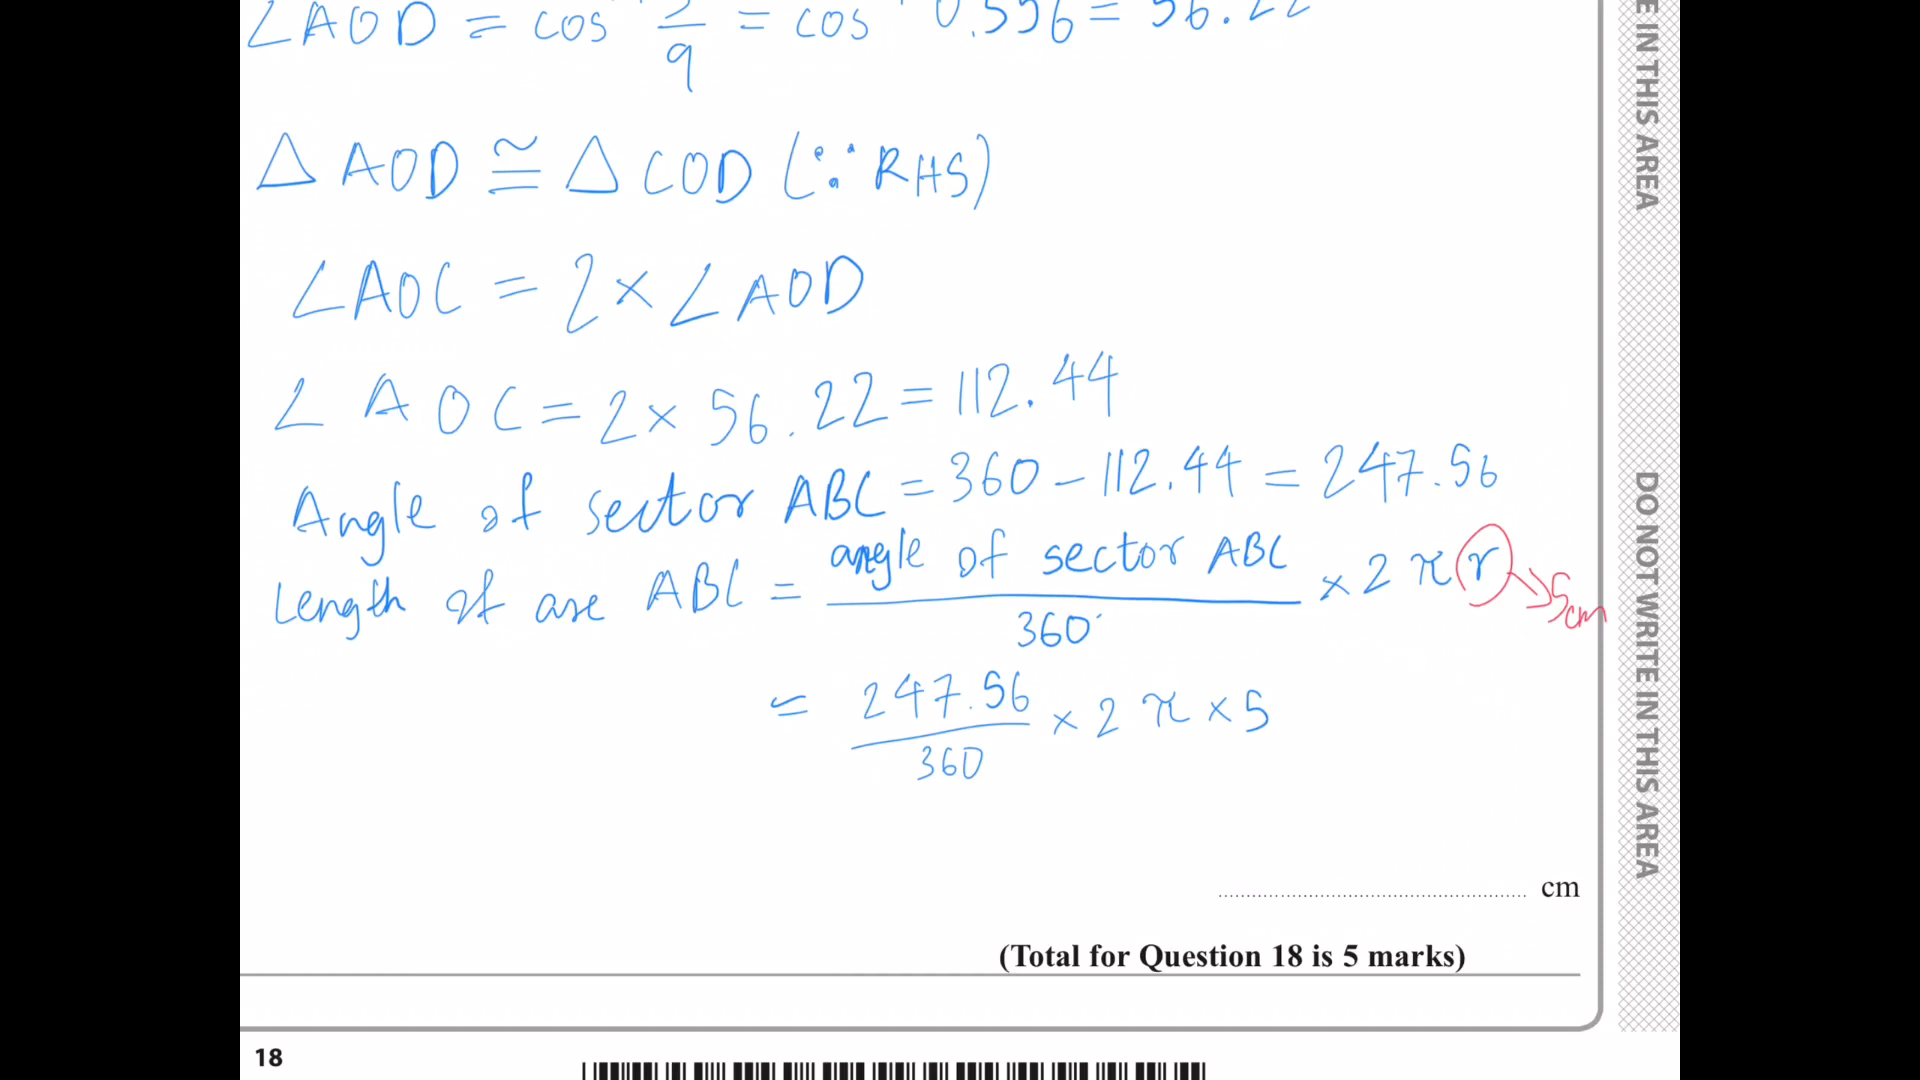 ∠AOD = cos⁻¹ 5/9 = cos⁻¹ 0.556 = 56.22
△ AOD ≅ △ COD (∵ RHS)
∠AOC = 2 × ∠AOD
∠ AOC = 2 × 56.22 = 112.44
Angle of sector ABC = 360 - 112.44 = 247.56
Length of arc ABC = angle of sector ABC / 360 × 2 π r → 5cm
= 247.56 / 360 × 2 π × 5
cm
(Total for Question 18 is 5 marks)
18
E IN THIS AREA
DO NOT WRITE IN THIS AREA